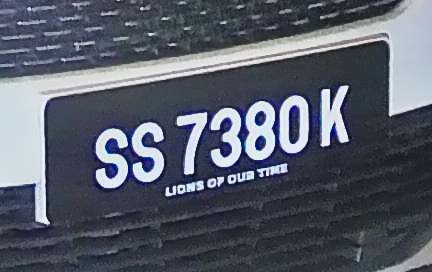 SS 7380 K
LIONS OF OUR TIME